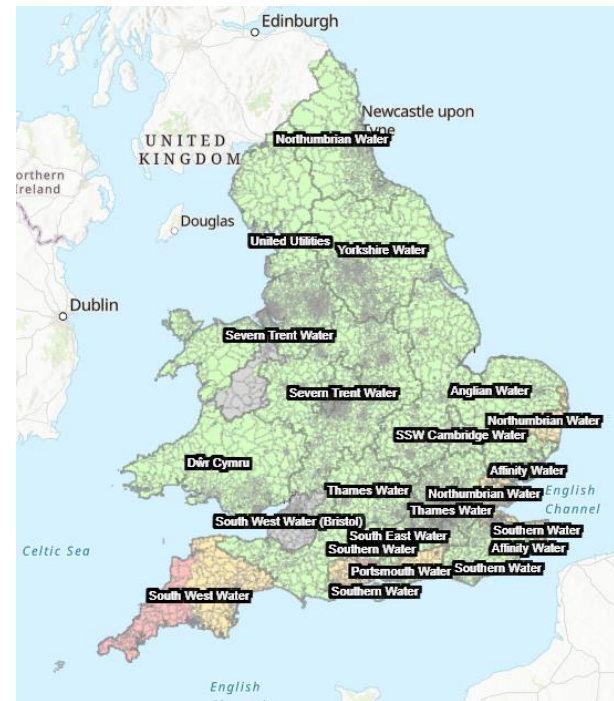 Edinburgh
Newcastle upon
Tyne
Northumbrian Water
UNITED
KINGDOM
orthern
Ireland
Douglas
United Utilities
Yorkshire Water
Dublin
Severn Trent Water
Severn Trent Water
Anglian Water
Northumbrian Water
SSW Cambridge Water
Dŵr Cymru
Affinity Water
Thames Water
Northumbrian Water
English
Channel
Thames Water
South West Water (Bristol)
Southern Water
South East Water
Southern Water
Affinity Water
Celtic Sea
Portsmouth Water
Southern Water
South West Water
Southern Water
English